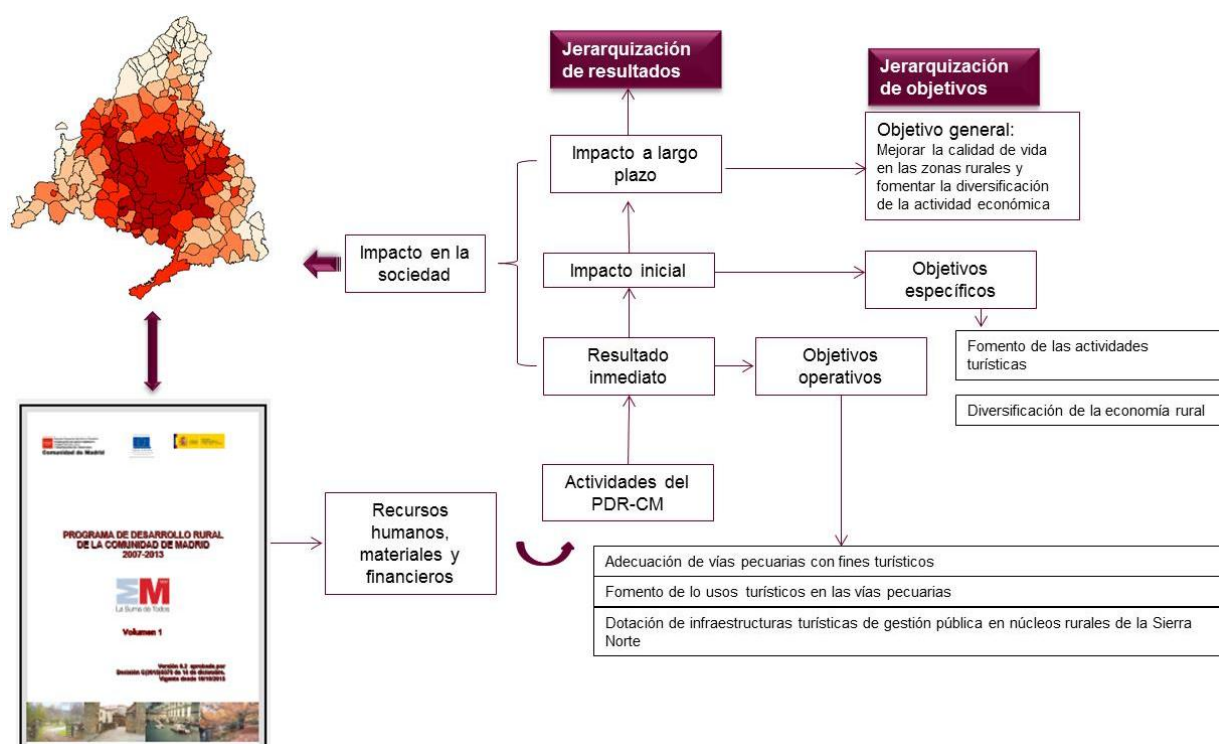 Jerarquización
de resultados
Jerarquización
de objetivos
Impacto a largo
plazo
Objetivo general:
Mejorar la calidad de vida
en las zonas rurales y
fomentar la diversificación
de la actividad económica
Impacto en la
sociedad
Impacto inicial
Objetivos
específicos
Resultado
inmediato
Objetivos
operativos
Fomento de las actividades
turísticas
Diversificación de la economía rural
Comunidad de Madrid
PROGRAMA DE DESARROLLO RURAL
DE LA COMUNIDAD DE MADRID
2007-2013
EM
La Suma de Todos
Volumen 1
Recursos
humanos,
materiales y
financieros
Actividades del
PDR-CM
Adecuación de vías pecuarias con fines turísticos
Fomento de lo usos turísticos en las vías pecuarias
Dotación de infraestructuras turísticas de gestión pública en núcleos rurales de la Sierra
Norte